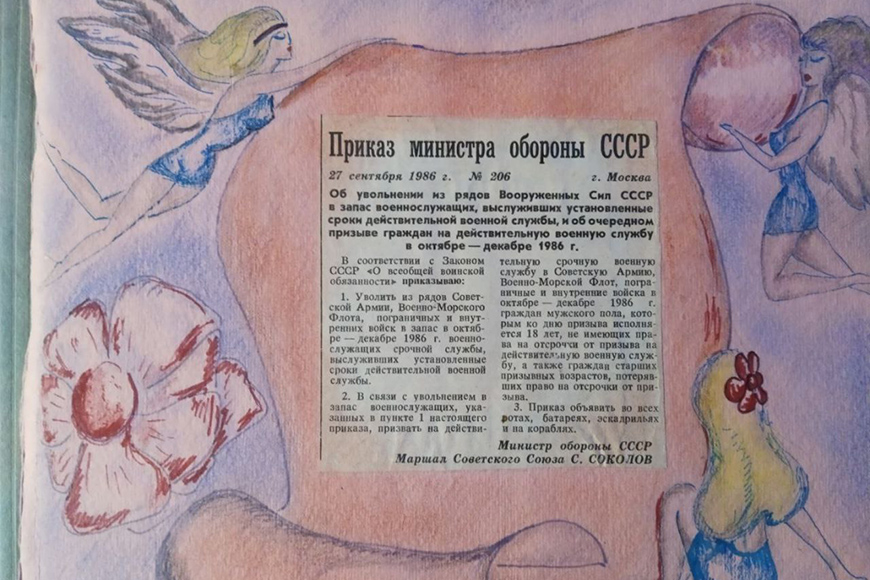 Приказ министра обороны СССР
27 сентября 1986 г. № 206 г. Москва
Об увольнении из рядов Вооруженных Сил СССР
в запас военнослужащих, выслуживших установленные
сроки действительной военной службы, и об очередном
призыве граждан на действительную военную службу
в октябре — декабре 1986 г.
В соответствии с Законом
СССР «О всеобщей воинской
обязанности» приказываю:
1. Уволить из рядов Совет-
ской Армии, Военно-Морского
Флота, пограничных и внут-
ренних войск в запас в октяб-
ре — декабре 1986 г. военно-
служащих срочной службы,
выслуживших установленные
сроки действительной военной
службы.
2. В связи с увольнением в
запас военнослужащих, ука-
занных в пункте 1 настоящего
приказа, призвать на действи-
тельную срочную военную
службу в Советскую Армию,
Военно-Морской Флот, погра-
ничные и внутренние войска в
октябре — декабре 1986 г.
граждан мужского пола, кото-
рым ко дню призыва исполня-
ется 18 лет, не имеющих пра-
ва на отсрочки от призыва на
действительную военную служ-
бу, а также граждан старших
призывных возрастов, потеряв-
ших право на отсрочки от при-
зыва.
3. Приказ объявить во всех
ротах, батареях, эскадрильях
и на кораблях.
Министр обороны СССР
Маршал Советского Союза С. СОКОЛОВ